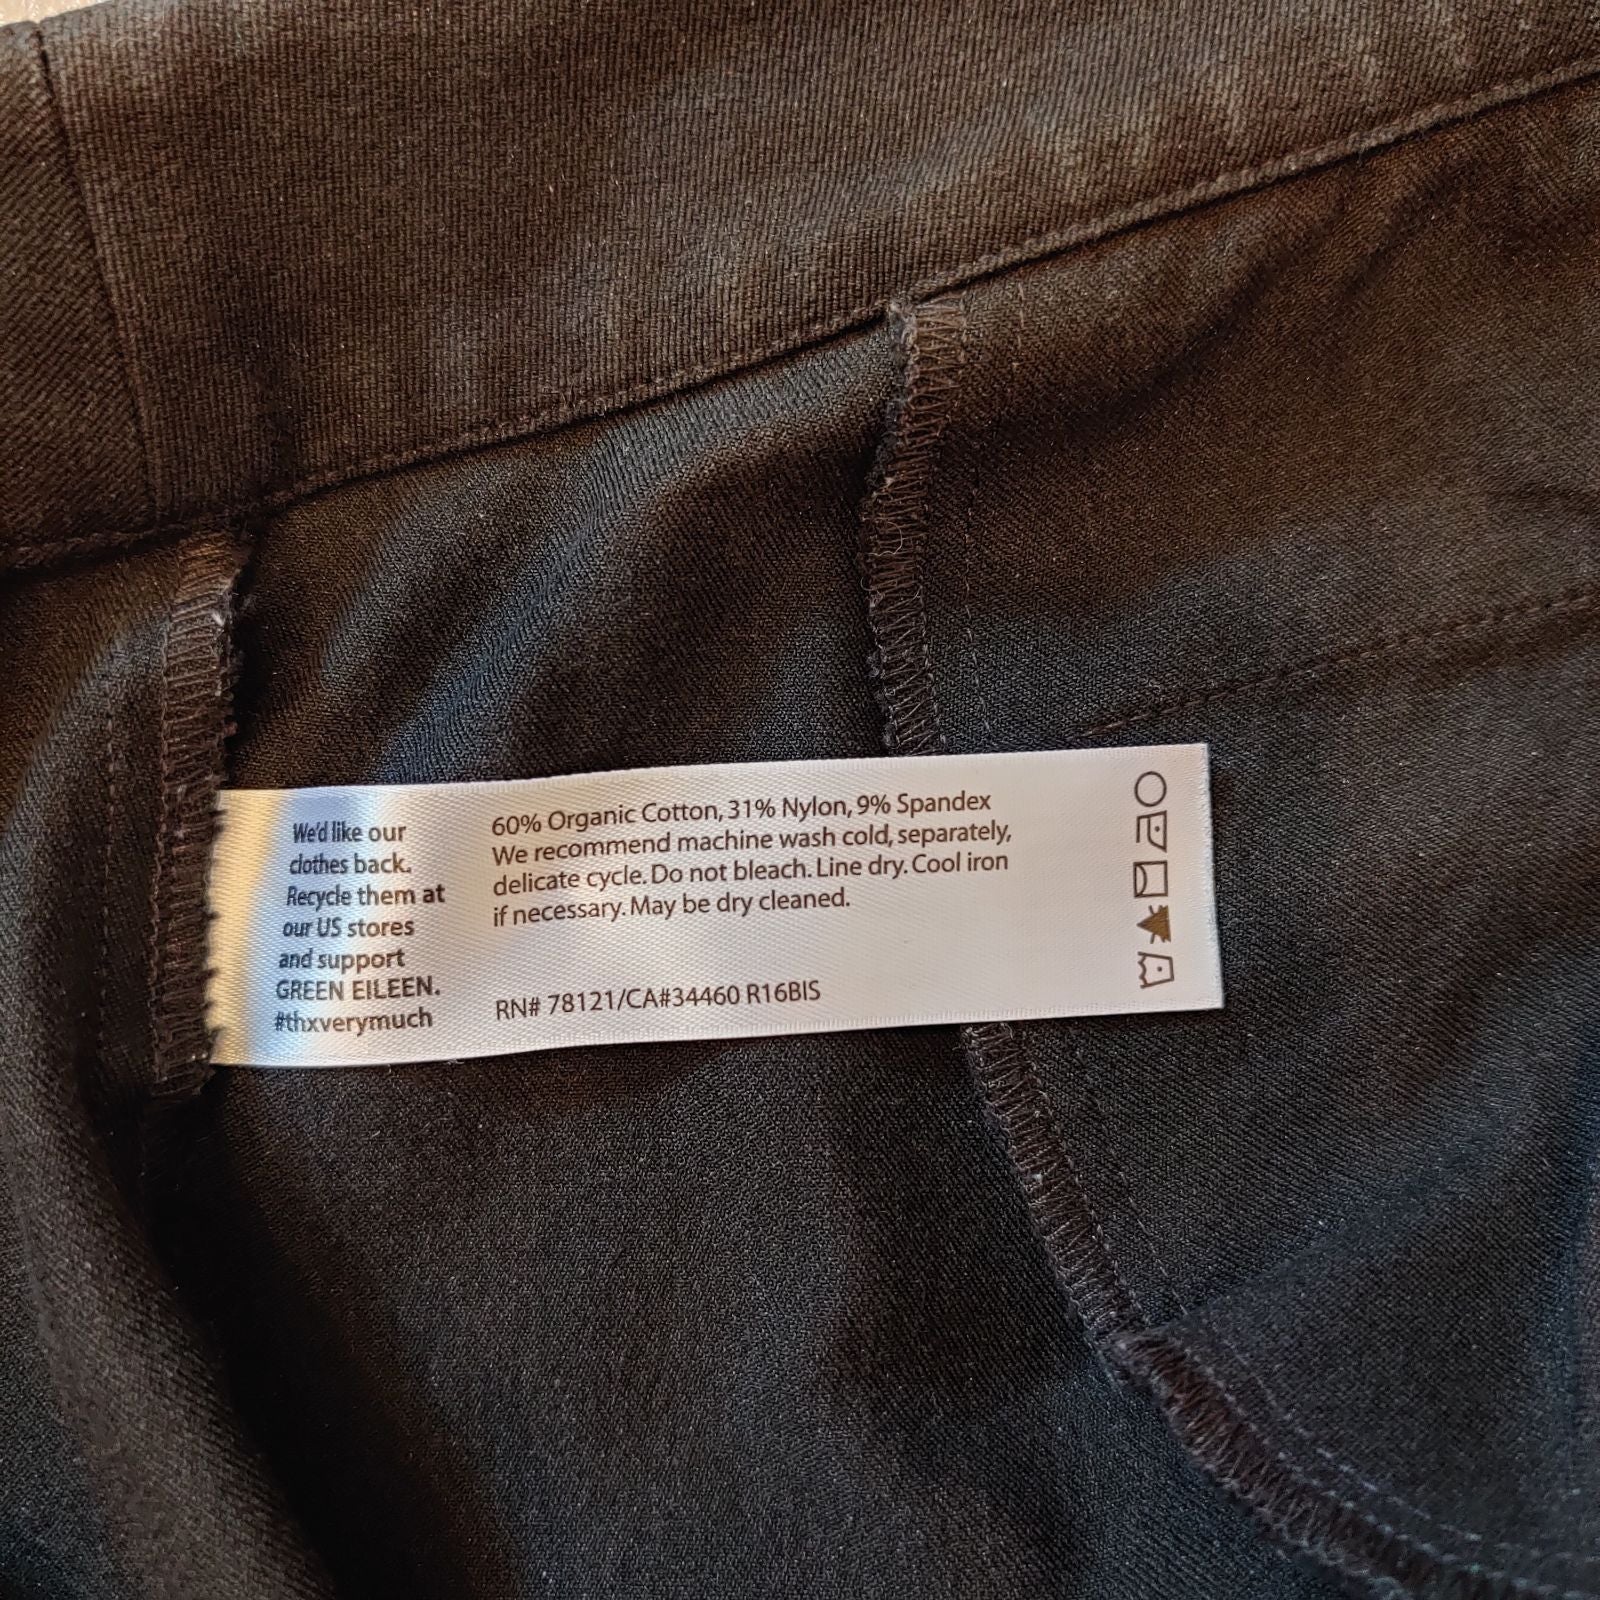 We'd like our
clothes back.
Recycle them at
our US stores
and support
GREEN EILEEN.
#thxverymuch
60% Organic Cotton, 31% Nylon, 9% Spandex
We recommend machine wash cold, separately,
delicate cycle. Do not bleach. Line dry. Cool iron
if necessary. May be dry cleaned.
RN# 78121/CA#34460 R16BIS